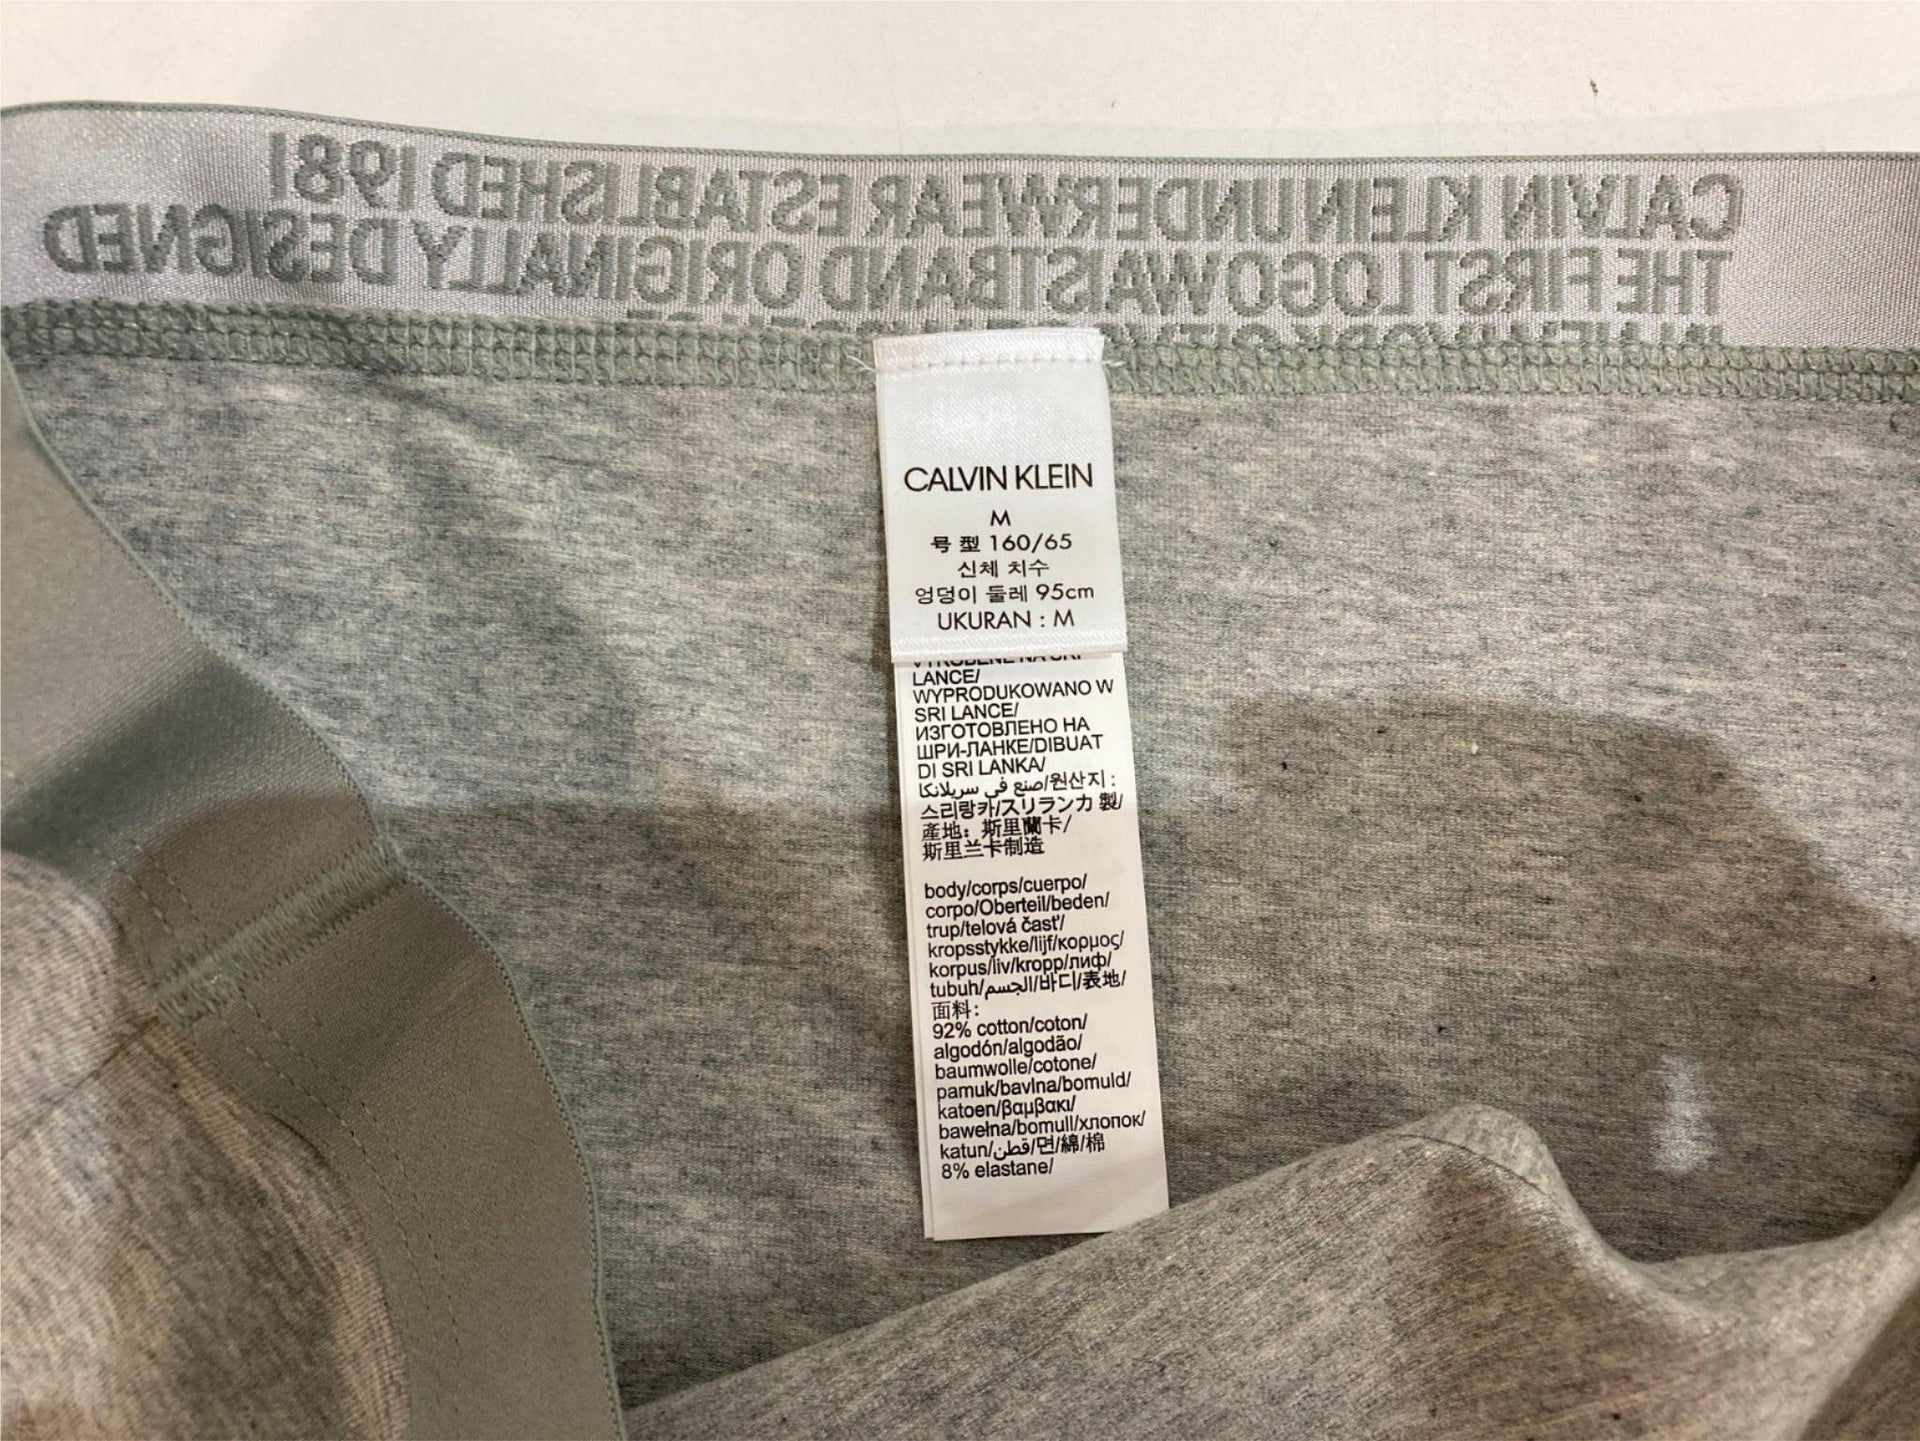 CALVIN KLEIN UNDERWEAR ESTABLISHED 1981
THE FIRST LOGO WAISTBAND ORIGINALLY DESIGNED
CALVIN KLEIN
M
号型 160/65
신체 치수
엉덩이 둘레 95cm
UKURAN : M
LANCE/
WYPRODUKOWANO W
SRI LANCE/
ИЗГОТОВЛЕНО НА
ШРИ-ЛАНКЕ/DIBUAT
DI SRI LANKA/
صنع في سريلانكا/원산지 :
스리랑카/スリランカ 製/
產地：斯里蘭卡/
斯里兰卡制造
body/corps/cuerpo/
corpo/Oberteil/beden/
trup/telová časť/
kropsstykke/lijf/κορμος/
korpus/liv/kropp/лиф/
tubuh/الجسم/바디/表地/
面料：
92% cotton/coton/
algodón/algodão/
baumwolle/cotone/
pamuk/bavlna/bomuld/
katoen/βαμβακι/
bawełna/bomull/хлопок/
katun/قطن/면/綿/棉
8% elastane/